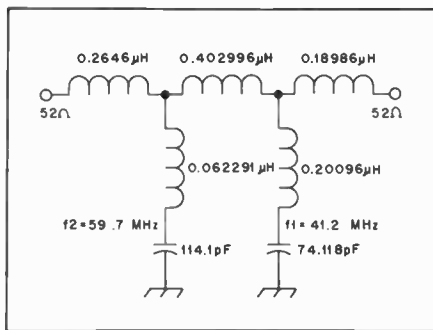 0.2646µH 0.402996µH 0.18986µH
52Ω 52Ω
0.062291µH 0.20096µH
f2=59.7 MHz f1=41.2 MHz
114.1pF 74.118pF